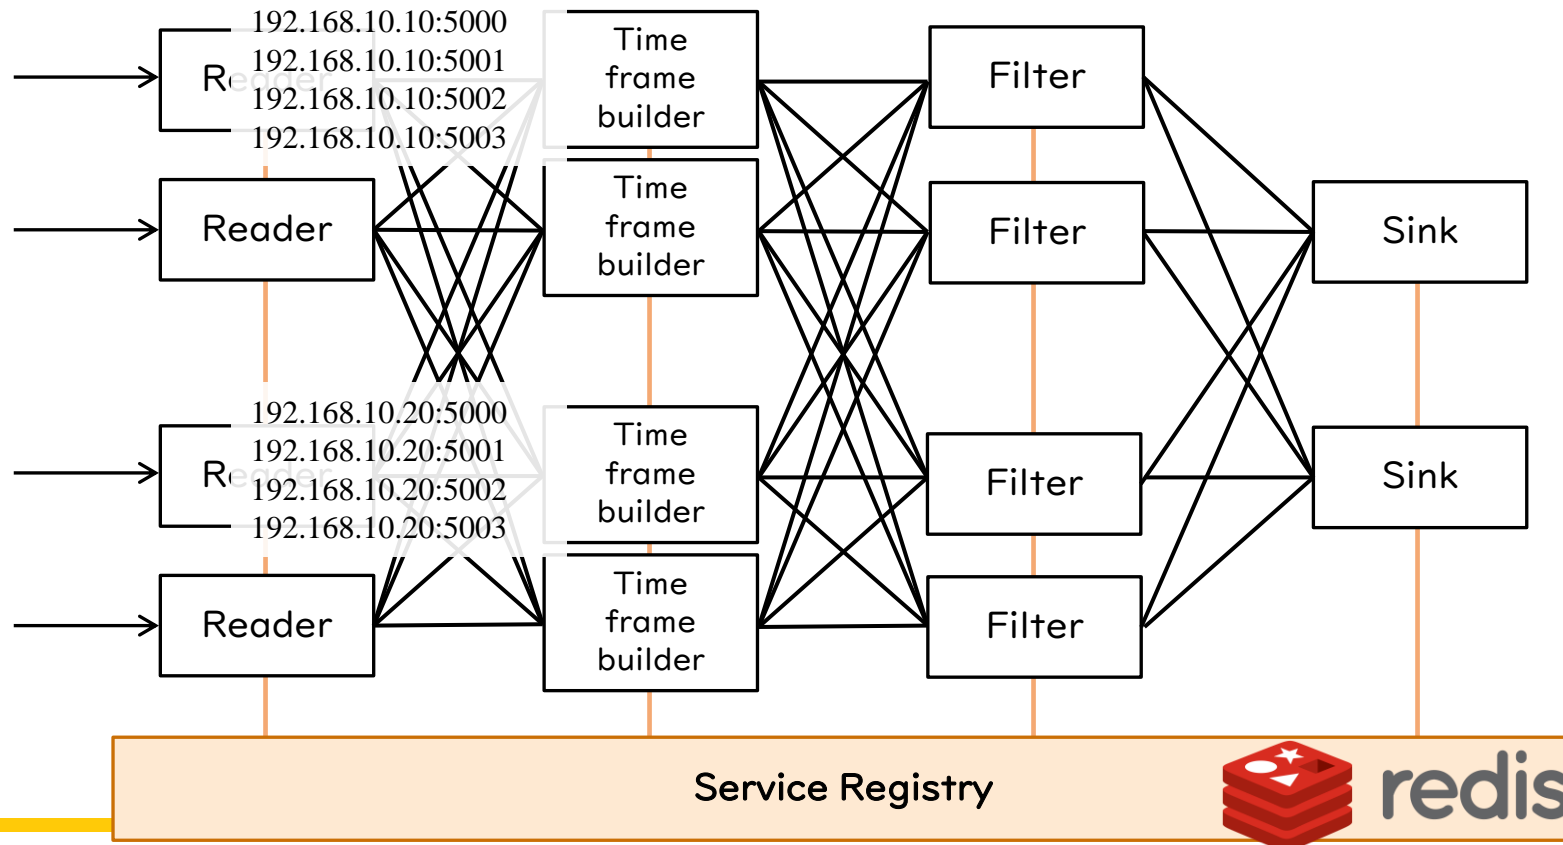 192.168.10.10:5000
192.168.10.10:5001
192.168.10.10:5002
192.168.10.10:5003
Reader
Time
frame
builder
Filter
Reader
Time
frame
builder
Filter
Sink
192.168.10.20:5000
192.168.10.20:5001
192.168.10.20:5002
192.168.10.20:5003
Reader
Time
frame
builder
Filter
Sink
Reader
Time
frame
builder
Filter
Service Registry
redis